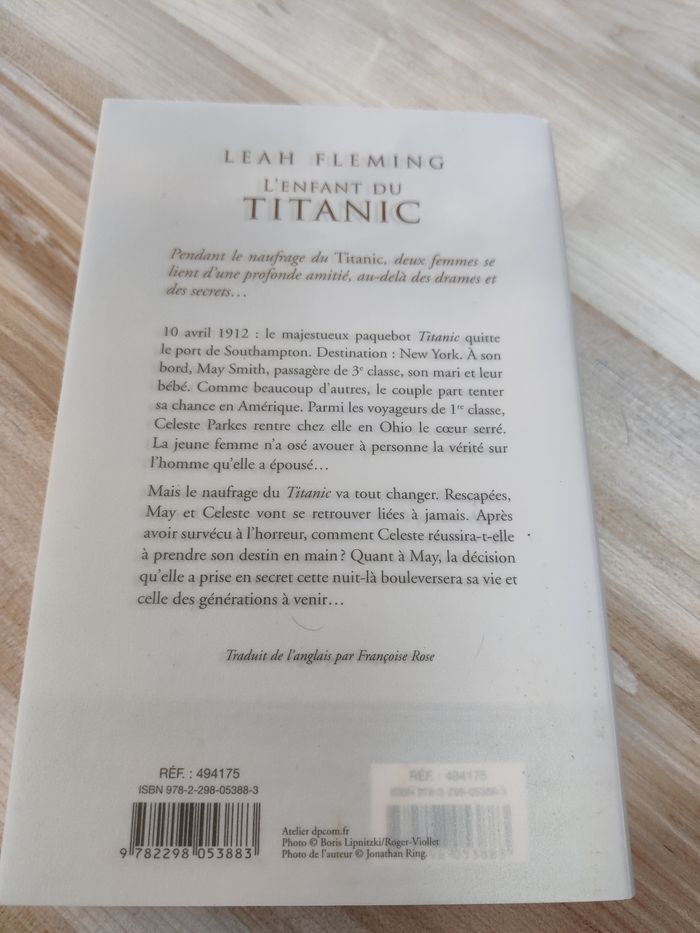 LEAH FLEMING
L'ENFANT DU
TITANIC
Pendant le naufrage du Titanic, deux femmes se
lient d'une profonde amitié, au-delà des drames et
des secrets…
10 avril 1912 : le majestueux paquebot Titanic quitte
le port de Southampton. Destination : New York. À son
bord, May Smith, passagère de 3e classe, son mari et leur
bébé. Comme beaucoup d'autres, le couple part tenter
sa chance en Amérique. Parmi les voyageurs de 1re classe,
Celeste Parkes rentre chez elle en Ohio le cœur serré.
La jeune femme n'a osé avouer à personne la vérité sur
l'homme qu'elle a épousé…
Mais le naufrage du Titanic va tout changer. Rescapées,
May et Celeste vont se retrouver liées à jamais. Après
avoir survécu à l'horreur, comment Celeste réussira-t-elle
à prendre son destin en main ? Quant à May, la décision
qu'elle a prise en secret cette nuit-là bouleversera sa vie et
celle des générations à venir…
Traduit de l'anglais par Françoise Rose
RÉF. : 494175
ISBN 978-2-298-05388-3
9 782298 053883
Atelier dpcom.fr
Photo © Boris Lipnitzki/Roger-Viollet
Photo de l'auteur © Jonathan Ring.
RÉF. : 494175
ISBN 978-2-298-05388-3
053883